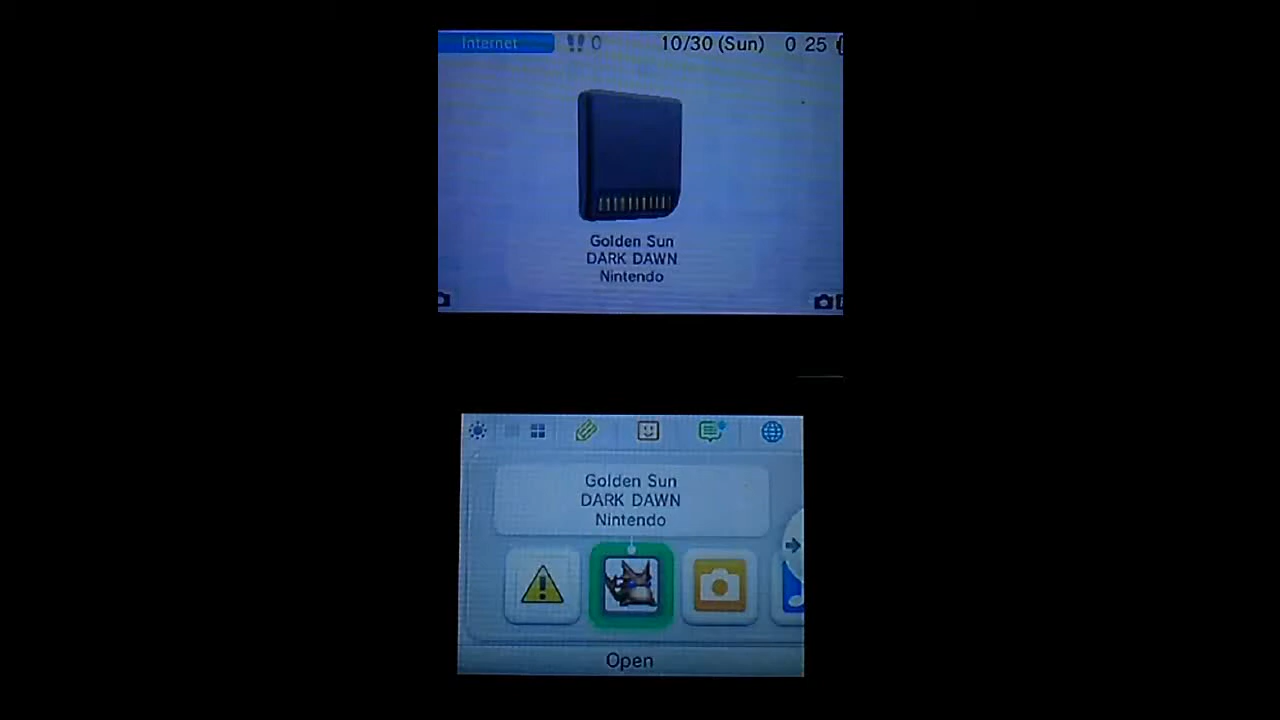 Internet 0 10/30 (Sun) 0 25
Golden Sun
DARK DAWN
Nintendo
Golden Sun
DARK DAWN
Nintendo
Open